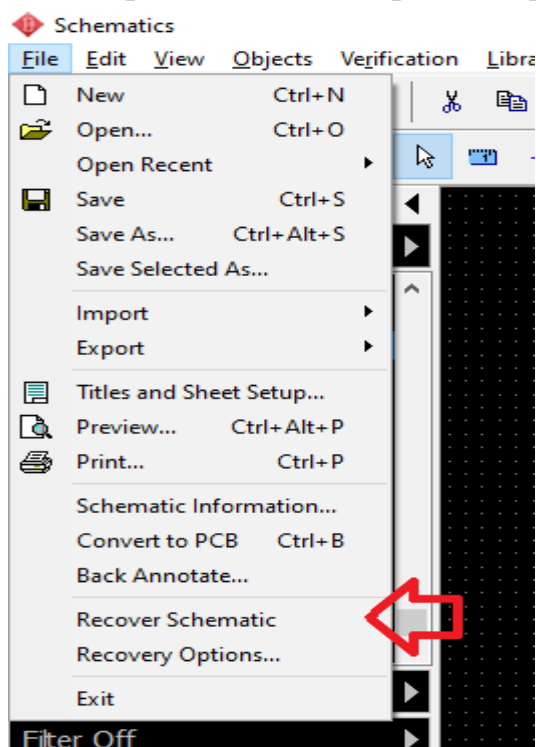 Schematics
File Edit View Objects Verification Libra
New Ctrl+N
Open... Ctrl+O
Open Recent
Save Ctrl+S
Save As... Ctrl+Alt+S
Save Selected As...
Import
Export
Titles and Sheet Setup...
Preview... Ctrl+Alt+P
Print... Ctrl+P
Schematic Information...
Convert to PCB Ctrl+B
Back Annotate...
Recover Schematic
Recovery Options...
Exit
Filter Off